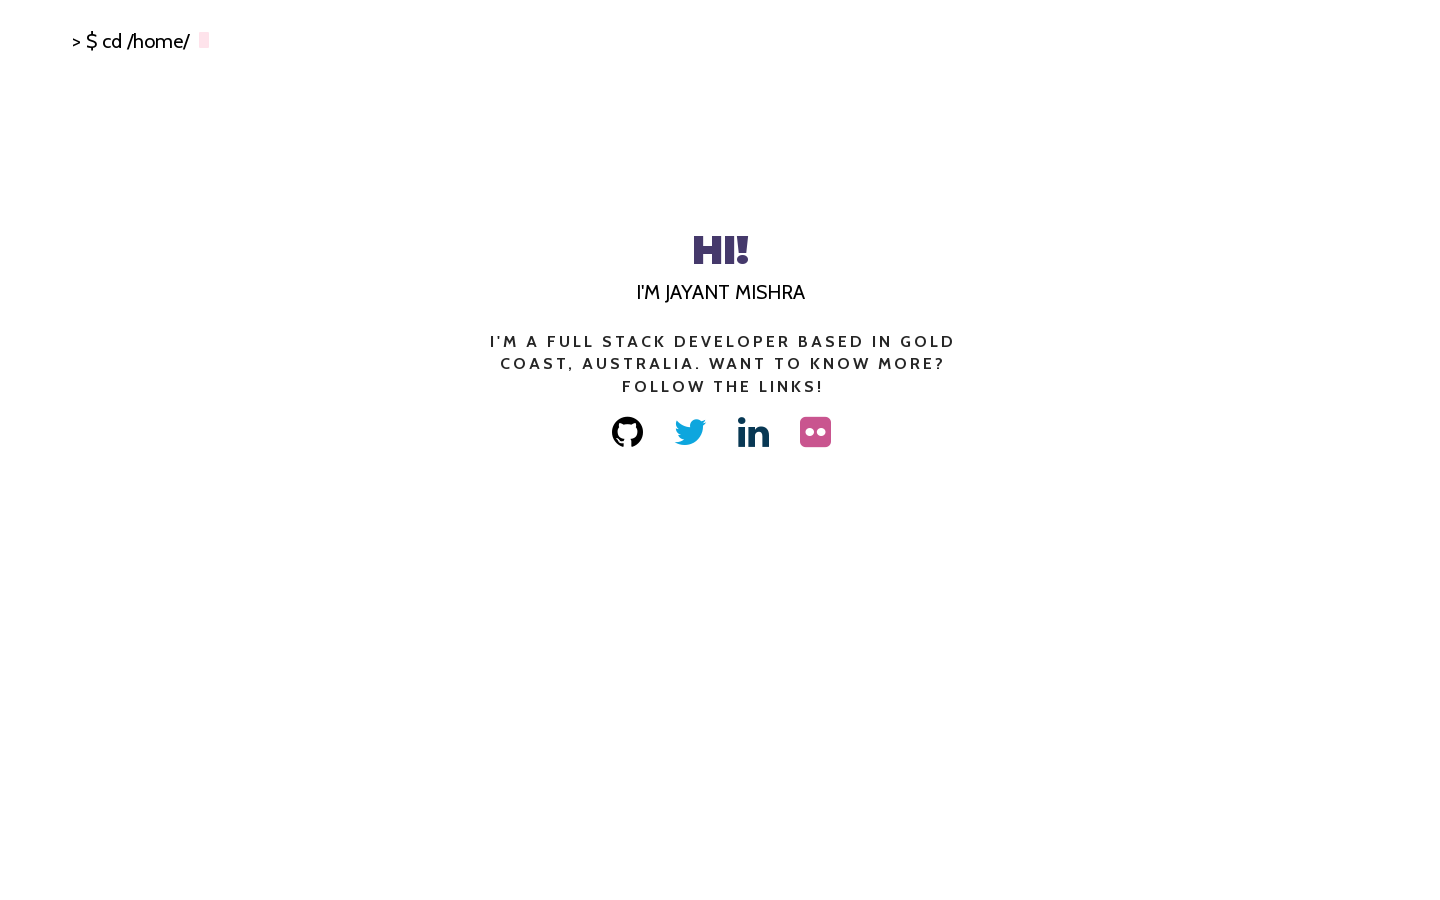 > $ cd /home/
HI!
I'M JAYANT MISHRA
I'M A FULL STACK DEVELOPER BASED IN GOLD
COAST, AUSTRALIA. WANT TO KNOW MORE?
FOLLOW THE LINKS!
in